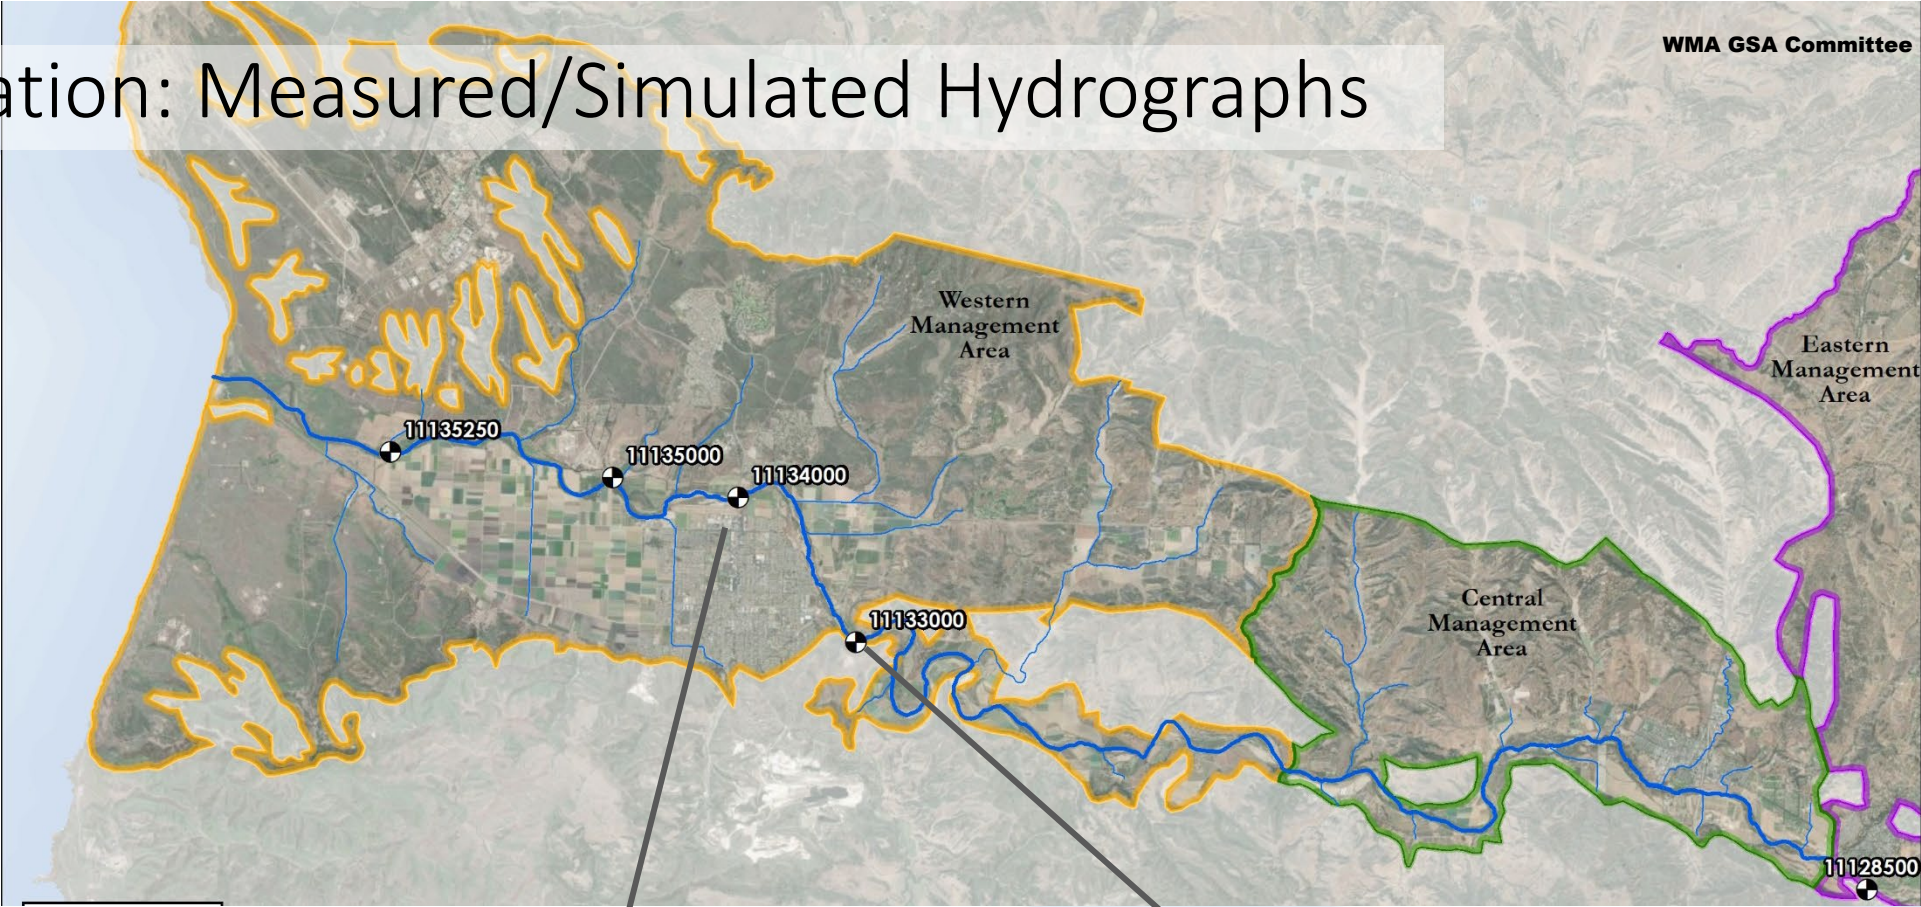 WMA GSA Committee
ation: Measured/Simulated Hydrographs
Western
Management
Area
Eastern
Management
Area
11135250
11135000
11134000
11133000
Central
Management
Area
11128500